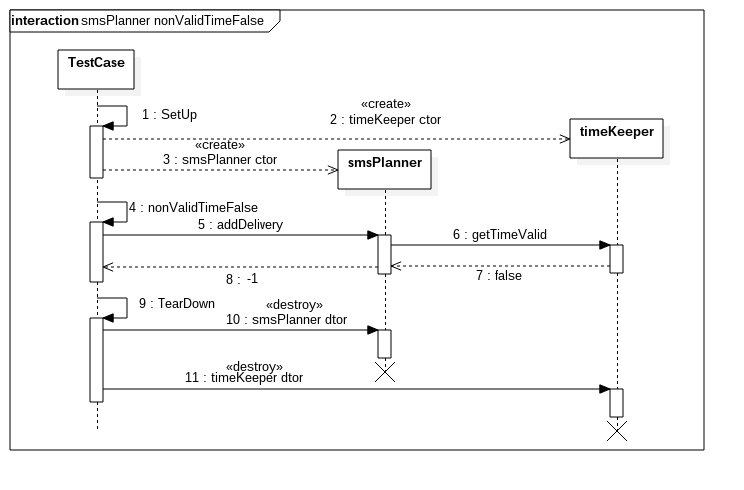 interaction smsPlanner nonValidTimeFalse
TestCase
1 : SetUp
«create»
2 : timeKeeper ctor
timeKeeper
«create»
3 : smsPlanner ctor
smsPlanner
4 : nonValidTimeFalse
5 : addDelivery
6 : getTimeValid
7 : false
8 : -1
9 : TearDown
«destroy»
10 : smsPlanner dtor
«destroy»
11 : timeKeeper dtor